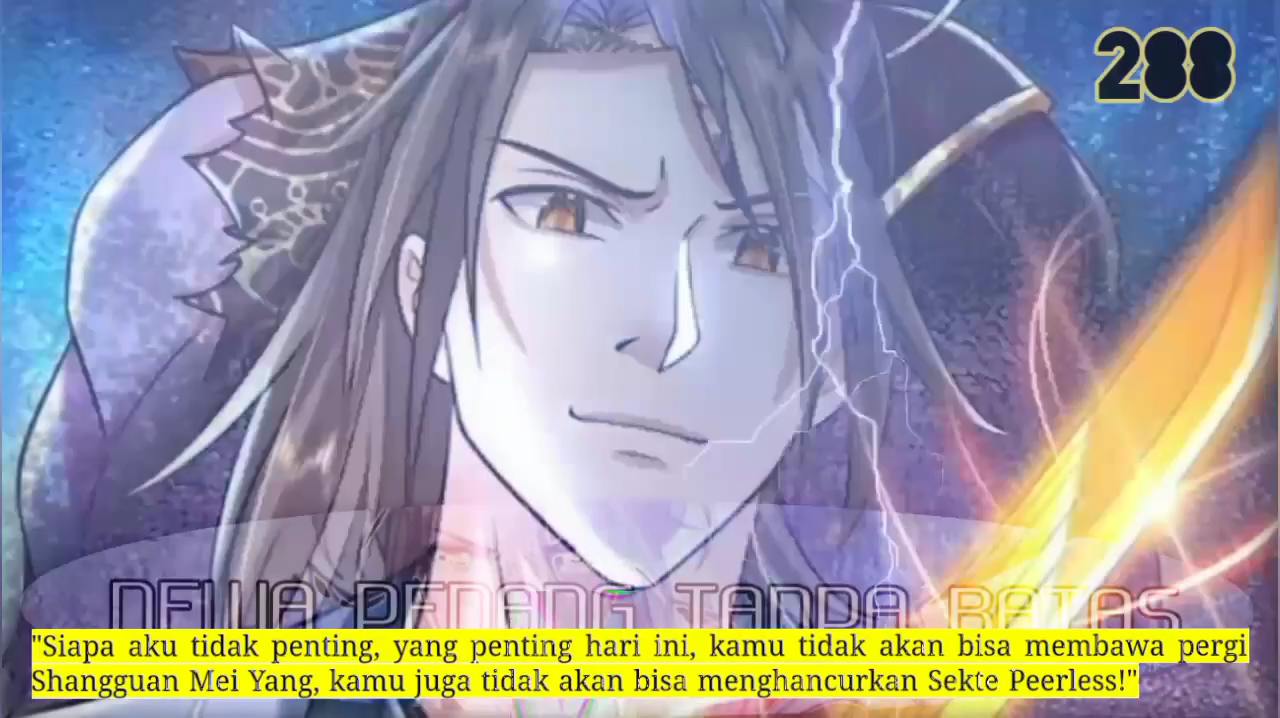 288
DEWA PEDANG TANPA BATAS
"Siapa aku tidak penting, yang penting hari ini, kamu tidak akan bisa membawa pergi
Shangguan Mei Yang, kamu juga tidak akan bisa menghancurkan Sekte Peerless!"